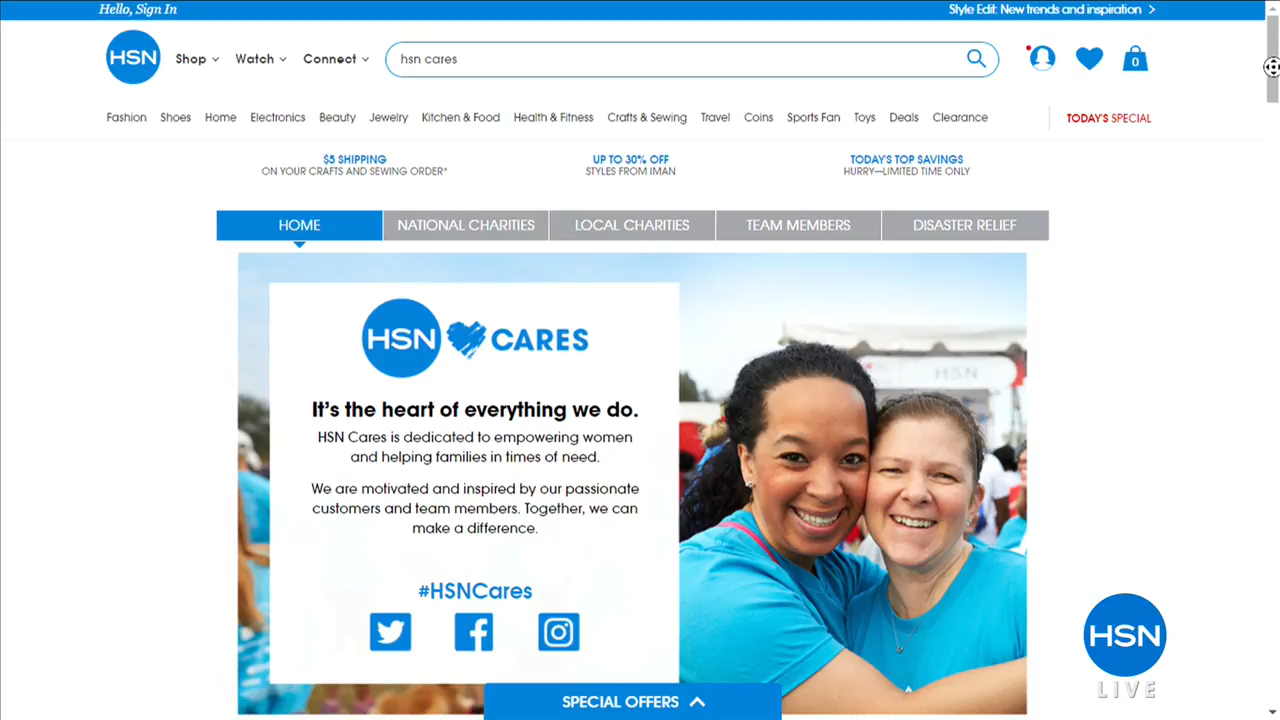 Hello, Sign In
Style Edit: New trends and inspiration
HSN
Shop
Watch
Connect
hsn cares
0
Fashion
Shoes
Home
Electronics
Beauty
Jewelry
Kitchen & Food
Health & Fitness
Crafts & Sewing
Travel
Coins
Sports Fan
Toys
Deals
Clearance
TODAY'S SPECIAL
$5 SHIPPING
ON YOUR CRAFTS AND SEWING ORDER*
UP TO 30% OFF
STYLES FROM IMAN
TODAY'S TOP SAVINGS
HURRY—LIMITED TIME ONLY
HOME
NATIONAL CHARITIES
LOCAL CHARITIES
TEAM MEMBERS
DISASTER RELIEF
HSN CARES
It's the heart of everything we do.
HSN Cares is dedicated to empowering women
and helping families in times of need.
We are motivated and inspired by our passionate
customers and team members. Together, we can
make a difference.
#HSNCares
HSN
SPECIAL OFFERS
HSN
LIVE